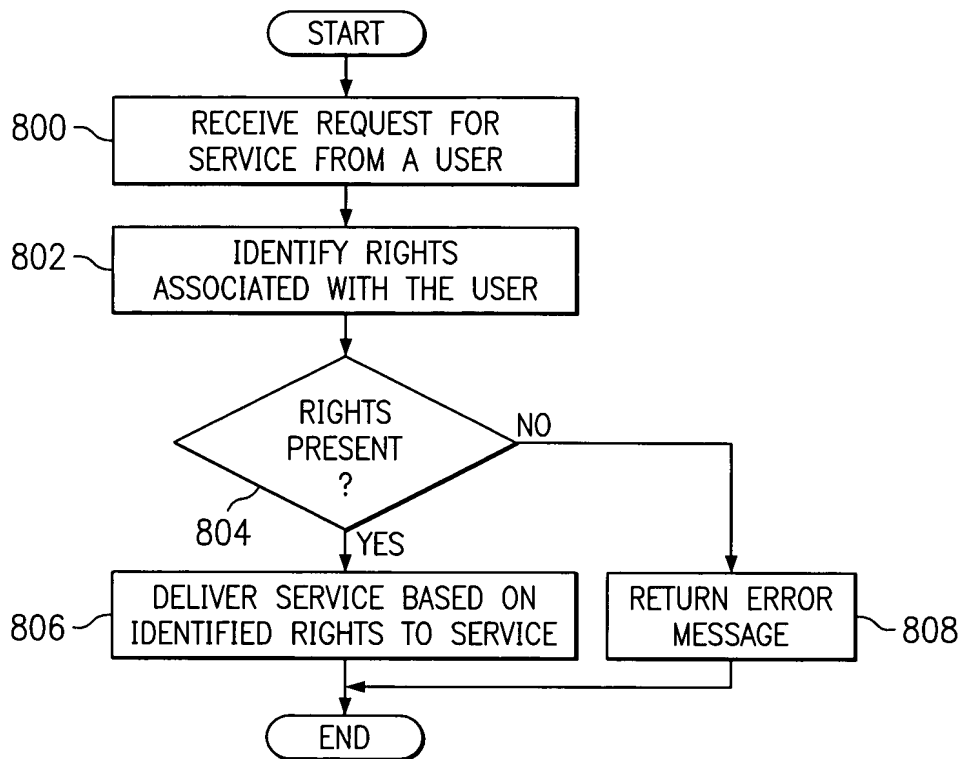 START
800
RECEIVE REQUEST FOR
SERVICE FROM A USER
802
IDENTIFY RIGHTS
ASSOCIATED WITH THE USER
RIGHTS
PRESENT
?
NO
804
YES
806
DELIVER SERVICE BASED ON
IDENTIFIED RIGHTS TO SERVICE
RETURN ERROR
MESSAGE
808
END